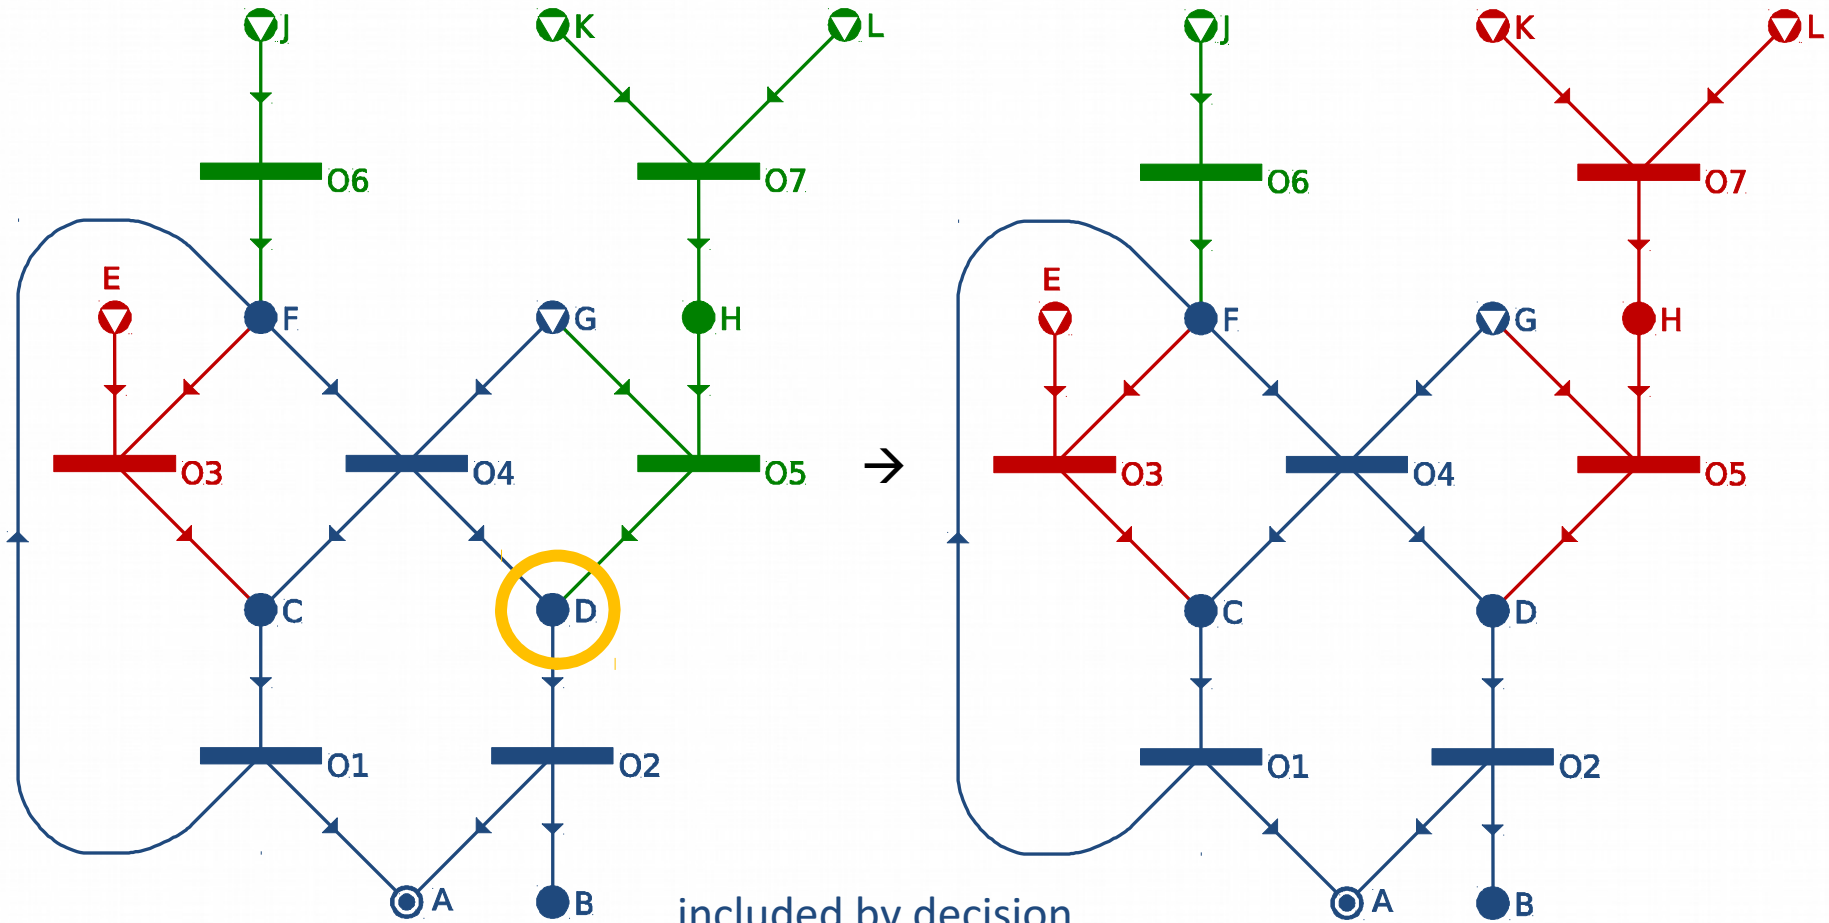 J K L J K L
O6 O7 O6 O7
E F G H E F G H
O3 O4 O5 → O3 O4 O5
C D C D
O1 O2 O1 O2
A B A B
included by decision